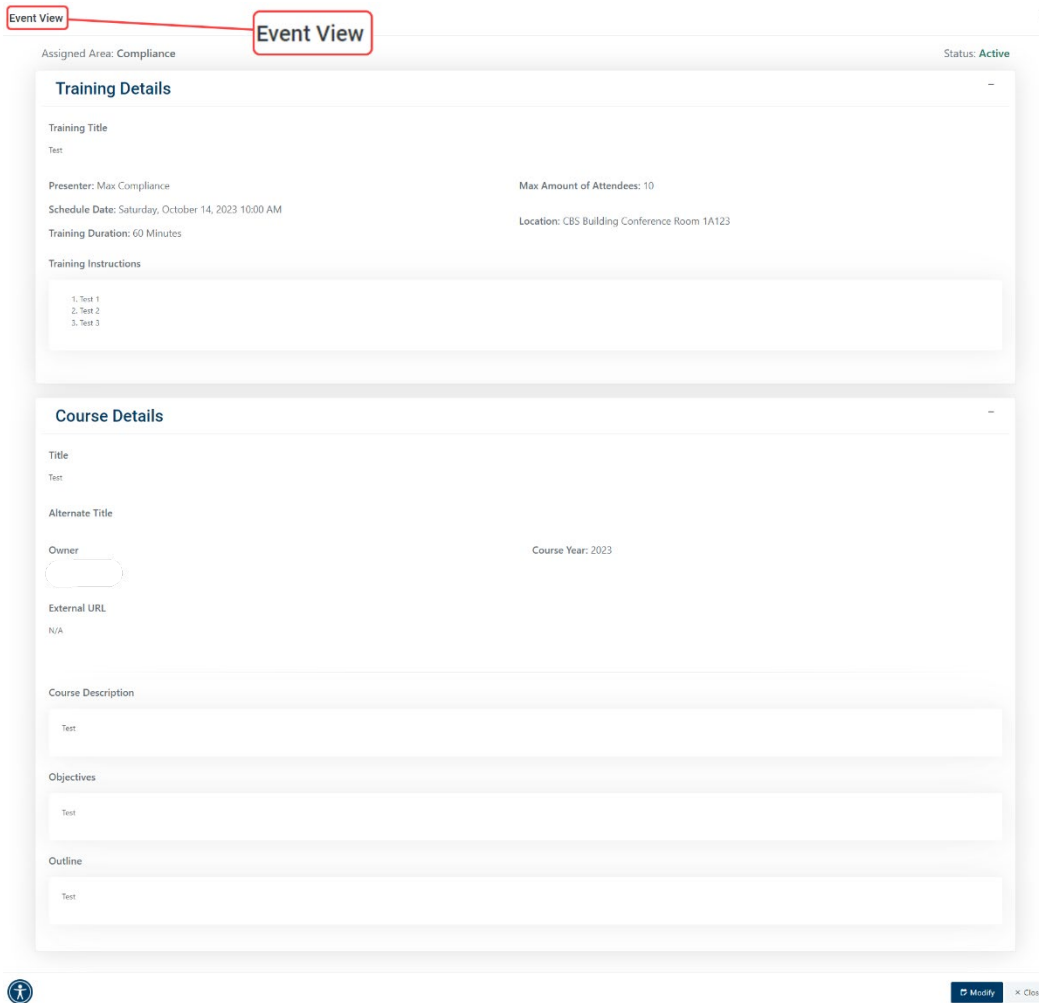 Event View
Event View
Assigned Area: Compliance Status: Active
Training Details
Training Title
Test
Presenter: Max Compliance Max Amount of Attendees: 10
Schedule Date: Saturday, October 14, 2023 10:00 AM
Location: CBS Building Conference Room 1A123
Training Duration: 60 Minutes
Training Instructions
1. Test 1
2. Test 2
3. Test 3
Course Details
Title
Test
Alternate Title
Owner Course Year: 2023
External URL
N/A
Course Description
Test
Objectives
Test
Outline
Test
Modify × Clos